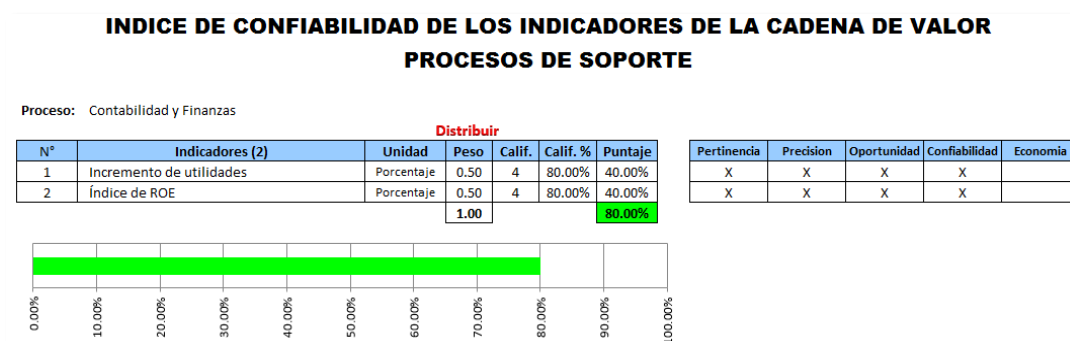 INDICE DE CONFIABILIDAD DE LOS INDICADORES DE LA CADENA DE VALOR
PROCESOS DE SOPORTE
Proceso: Contabilidad y Finanzas
Distribuir
N° Indicadores (2) Unidad Peso Calif. Calif. % Puntaje Pertinencia Precision Oportunidad Confiabilidad Economia
1 Incremento de utilidades Porcentaje 0.50 4 80.00% 40.00% X X X X
2 Índice de ROE Porcentaje 0.50 4 80.00% 40.00% X X X X
1.00 80.00%
0.00% 10.00% 20.00% 30.00% 40.00% 50.00% 60.00% 70.00% 80.00% 90.00% 100.00%